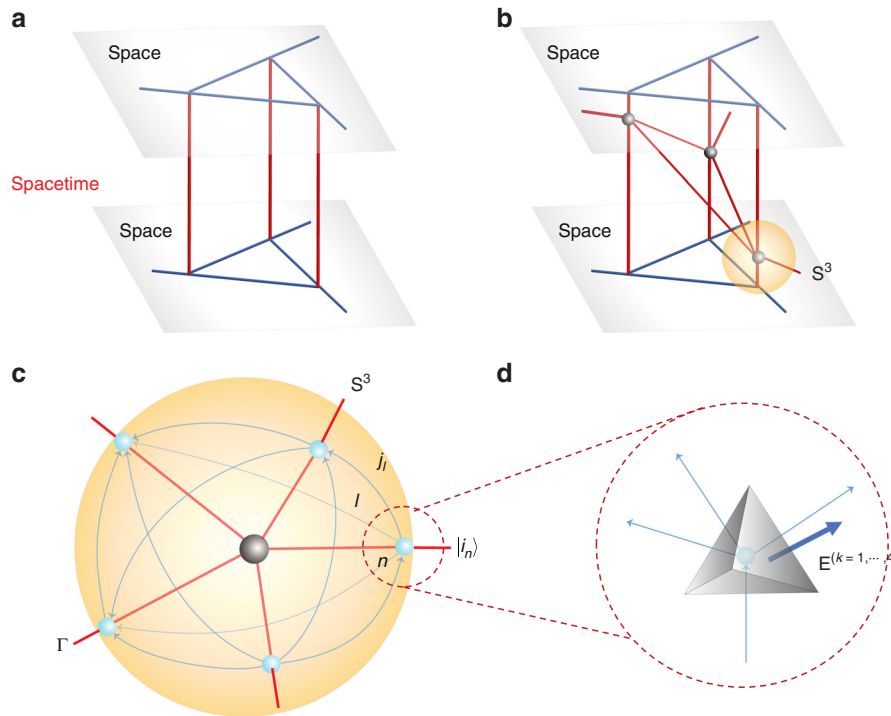 a
Space
Spacetime
Space
b
Space
Space
S³
c
S³
j_l
l
n
|i_n⟩
Γ
d
E^(k = 1,⋯,